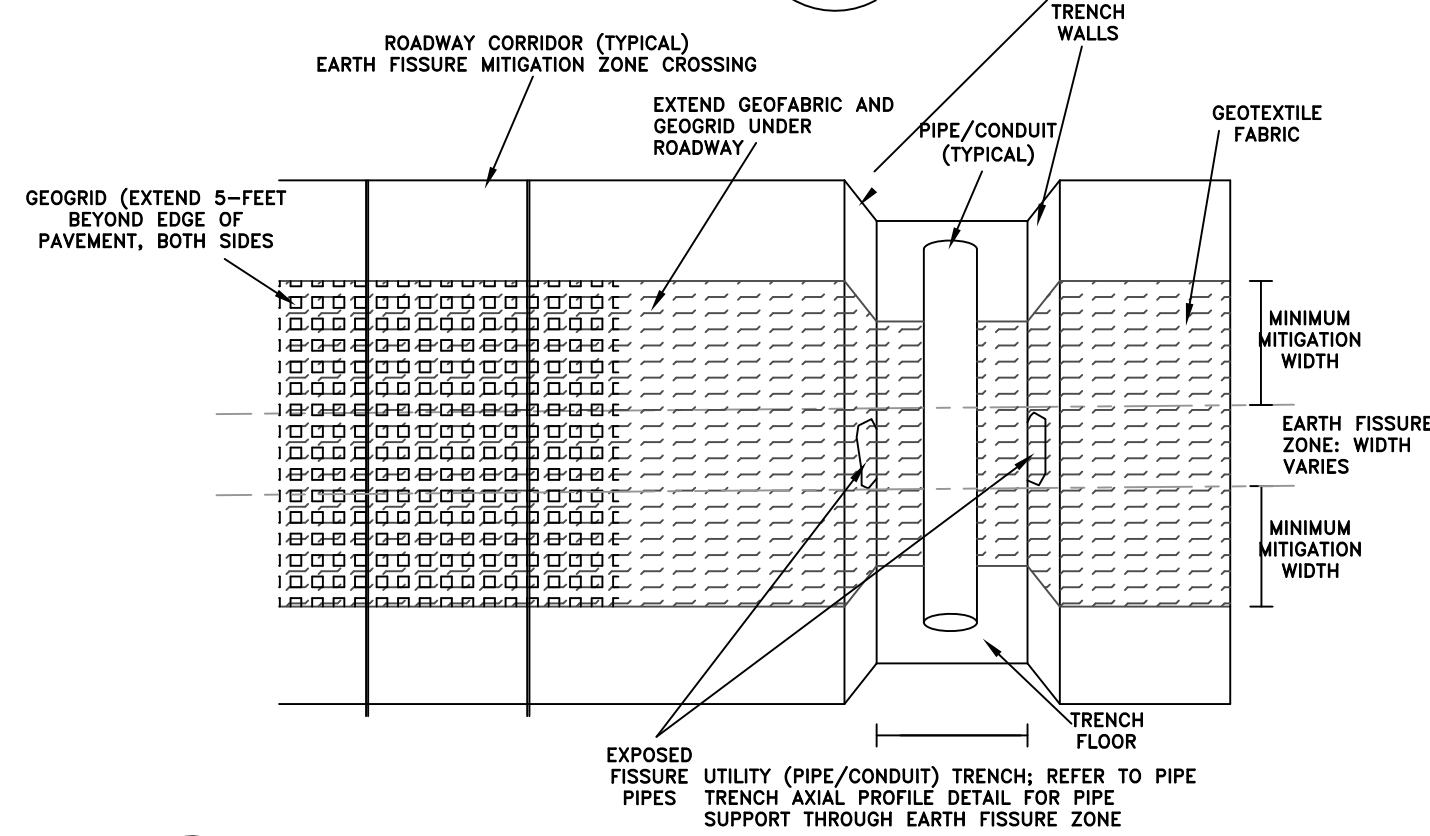 TRENCH
WALLS
ROADWAY CORRIDOR (TYPICAL)
EARTH FISSURE MITIGATION ZONE CROSSING
EXTEND GEOFABRIC AND
GEOGRID UNDER
ROADWAY
PIPE/CONDUIT
(TYPICAL)
GEOTEXTILE
FABRIC
GEOGRID (EXTEND 5-FEET
BEYOND EDGE OF
PAVEMENT, BOTH SIDES
MINIMUM
MITIGATION
WIDTH
EARTH FISSURE
ZONE: WIDTH
VARIES
MINIMUM
MITIGATION
WIDTH
TRENCH
FLOOR
EXPOSED
FISSURE
PIPES
UTILITY (PIPE/CONDUIT) TRENCH; REFER TO PIPE
TRENCH AXIAL PROFILE DETAIL FOR PIPE
SUPPORT THROUGH EARTH FISSURE ZONE